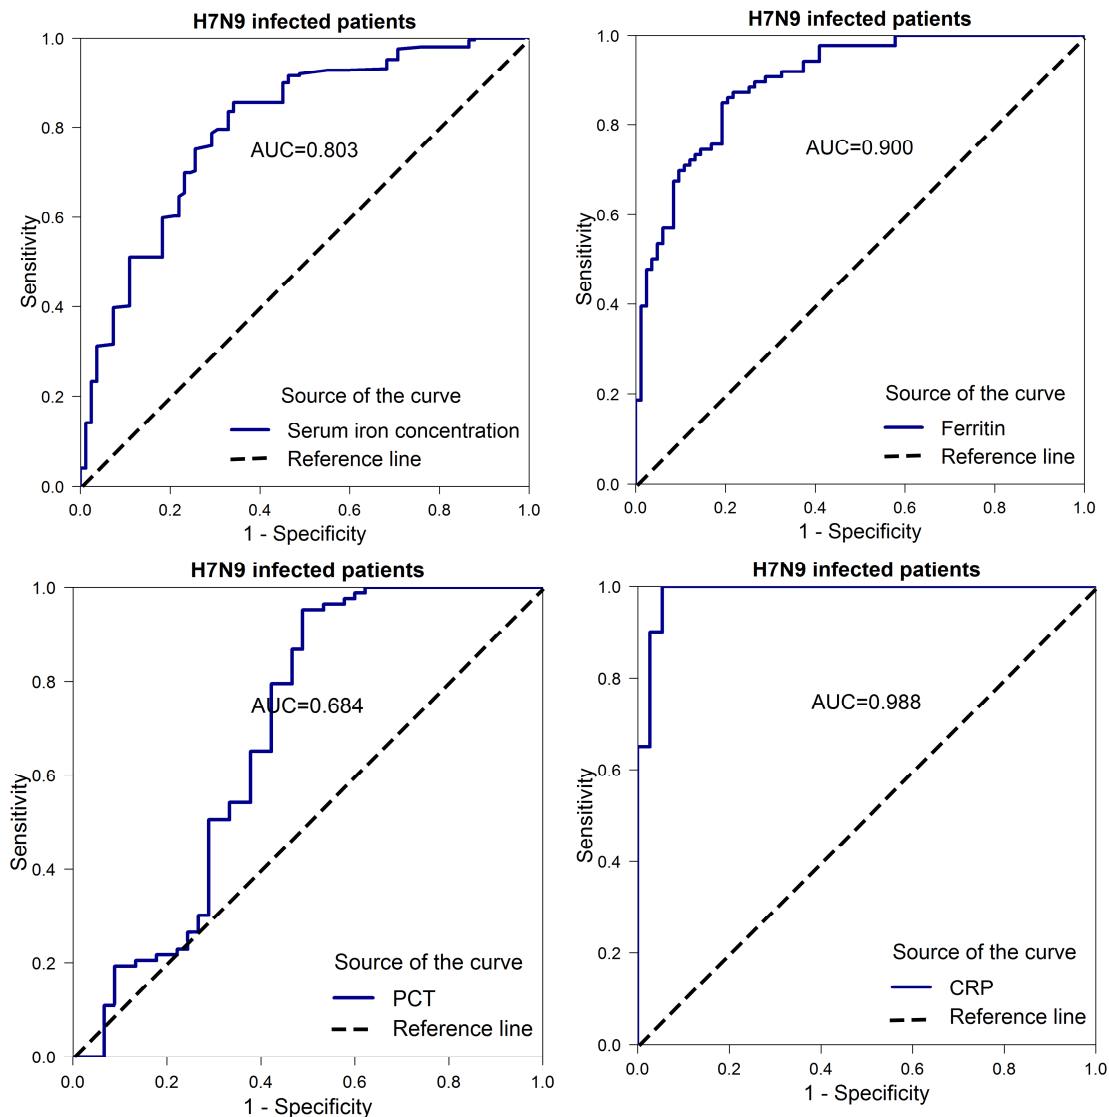 H7N9 infected patients
1.0
0.8
0.6
0.4
0.2
0.0
Sensitivity
AUC=0.803
Source of the curve
Serum iron concentration
Reference line
0.0 0.2 0.4 0.6 0.8 1.0
1 - Specificity
H7N9 infected patients
1.0
0.8
0.6
0.4
0.2
0.0
Sensitivity
AUC=0.900
Source of the curve
Ferritin
Reference line
0.0 0.2 0.4 0.6 0.8 1.0
1 - Specificity
H7N9 infected patients
1.0
0.8
0.6
0.4
0.2
0.0
Sensitivity
AUC=0.684
Source of the curve
PCT
Reference line
0.0 0.2 0.4 0.6 0.8 1.0
1 - Specificity
H7N9 infected patients
1.0
0.8
0.6
0.4
0.2
0.0
Sensitivity
AUC=0.988
Source of the curve
CRP
Reference line
0.0 0.2 0.4 0.6 0.8 1.0
1 - Specificity